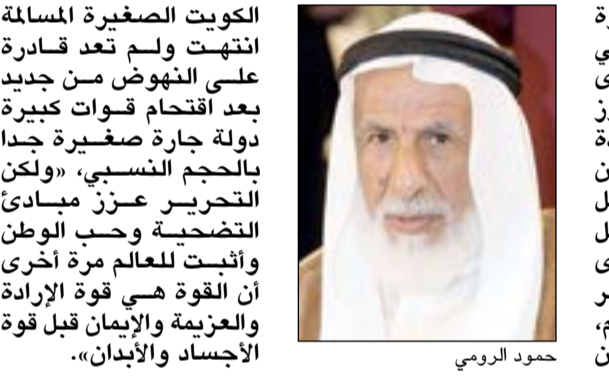 الكويت الصغيرة المسالمة
انتهت ولم تعد قادرة
على النهوض من جديد
بعد اقتحام قوات كبيرة
دولة جارة صغيرة جدا
بالحجم النسبي، «ولكن
التحرير عزز مبادئ
التضحية وحب الوطن
وأثبت للعالم مرة أخرى
أن القوة هي قوة الإرادة
والعزيمة والإيمان قبل قوة
الأجساد والأبدان».
حمود الرومي